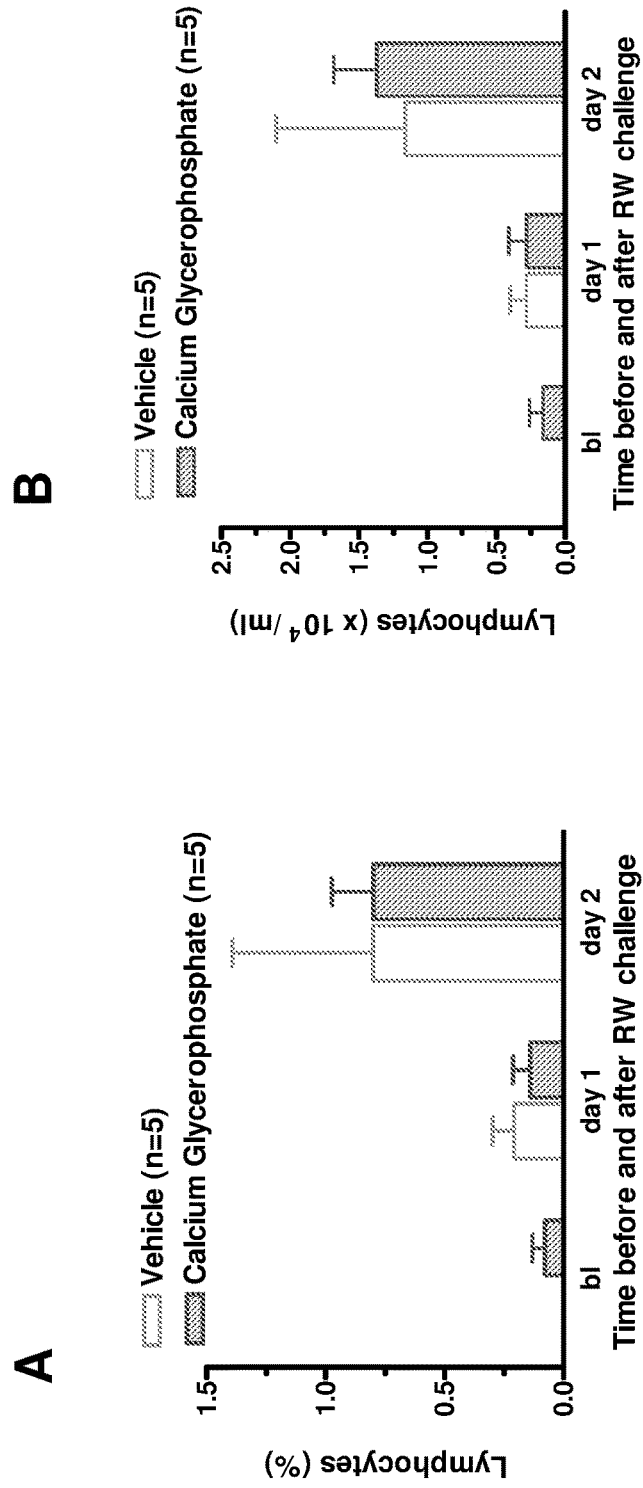 A
Vehicle (n=5)
Calcium Glycerophosphate (n=5)
Lymphocytes (%)
1.5
1.0
0.5
0.0
bl day 1 day 2
Time before and after RW challenge
B
Vehicle (n=5)
Calcium Glycerophosphate (n=5)
Lymphocytes (x 10⁴ /ml)
2.5
2.0
1.5
1.0
0.5
0.0
bl day 1 day 2
Time before and after RW challenge